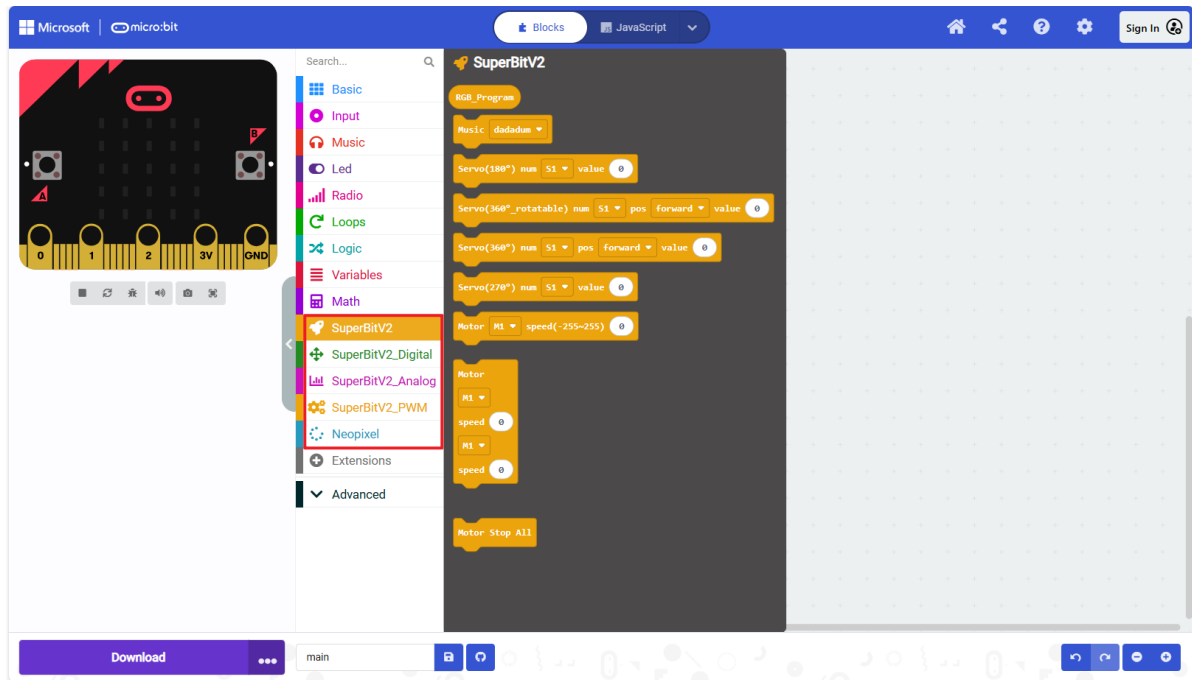 Microsoft micro:bit Blocks JavaScript Sign In
B
A
0 1 2 3V GND
Search...
Basic
Input
Music
Led
Radio
Loops
Logic
Variables
Math
SuperBitV2
SuperBitV2_Digital
SuperBitV2_Analog
SuperBitV2_PWM
Neopixel
Extensions
Advanced
SuperBitV2
RGB_Program
Music dadadum
Servo(180°) num S1 value 0
Servo(360°_rotatable) num S1 pos forward value 0
Servo(360°) num S1 pos forward value 0
Servo(270°) num S1 value 0
Motor M1 speed(-255~255) 0
Motor
M1
speed 0
M1
speed 0
Motor Stop All
Download
main